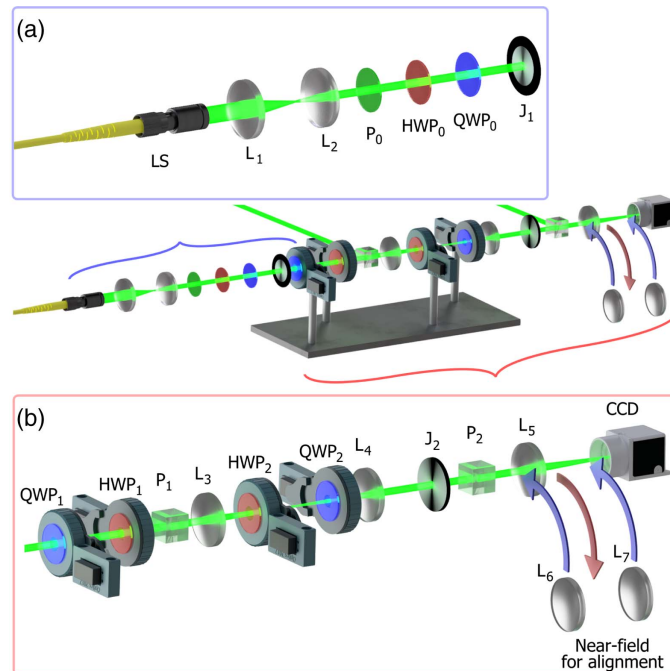 (a)
LS
L1
L2
P0
HWP0
QWP0
J1
(b)
QWP1
HWP1
P1
L3
HWP2
QWP2
L4
J2
P2
L5
CCD
L6
L7
Near-field
for alignment